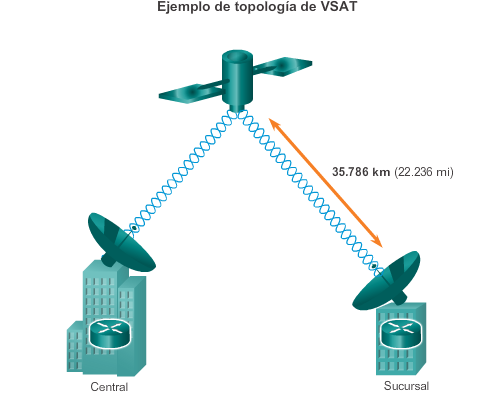 Ejemplo de topología de VSAT
35.786 km (22.236 mi)
Central
Sucursal